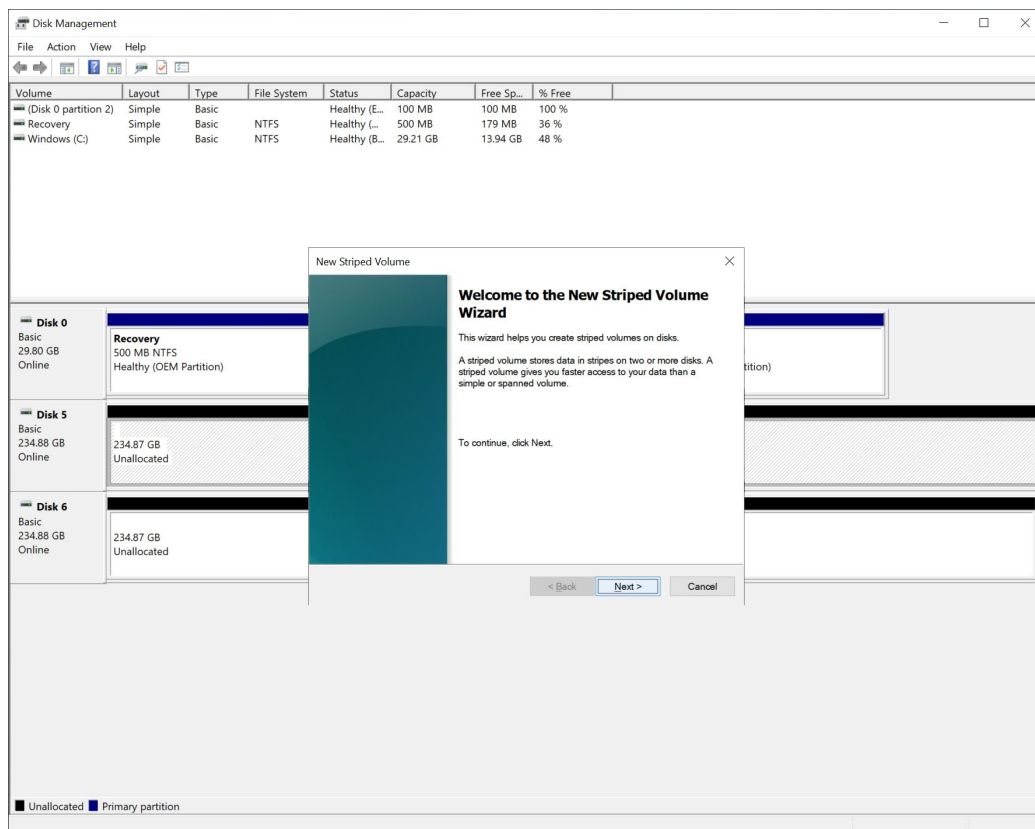 Disk Management
File Action View Help
Volume Layout Type File System Status Capacity Free Sp... % Free
(Disk 0 partition 2) Simple Basic Healthy (E... 100 MB 100 MB 100 %
Recovery Simple Basic NTFS Healthy (... 500 MB 179 MB 36 %
Windows (C:) Simple Basic NTFS Healthy (B... 29.21 GB 13.94 GB 48 %
New Striped Volume
Welcome to the New Striped Volume
Wizard
This wizard helps you create striped volumes on disks.
A striped volume stores data in stripes on two or more disks. A
striped volume gives you faster access to your data than a
simple or spanned volume.
To continue, click Next.
< Back Next > Cancel
Disk 0
Basic
29.80 GB
Online
Recovery
500 MB NTFS
Healthy (OEM Partition)
tition)
Disk 5
Basic
234.88 GB
Online
234.87 GB
Unallocated
Disk 6
Basic
234.88 GB
Online
234.87 GB
Unallocated
Unallocated Primary partition